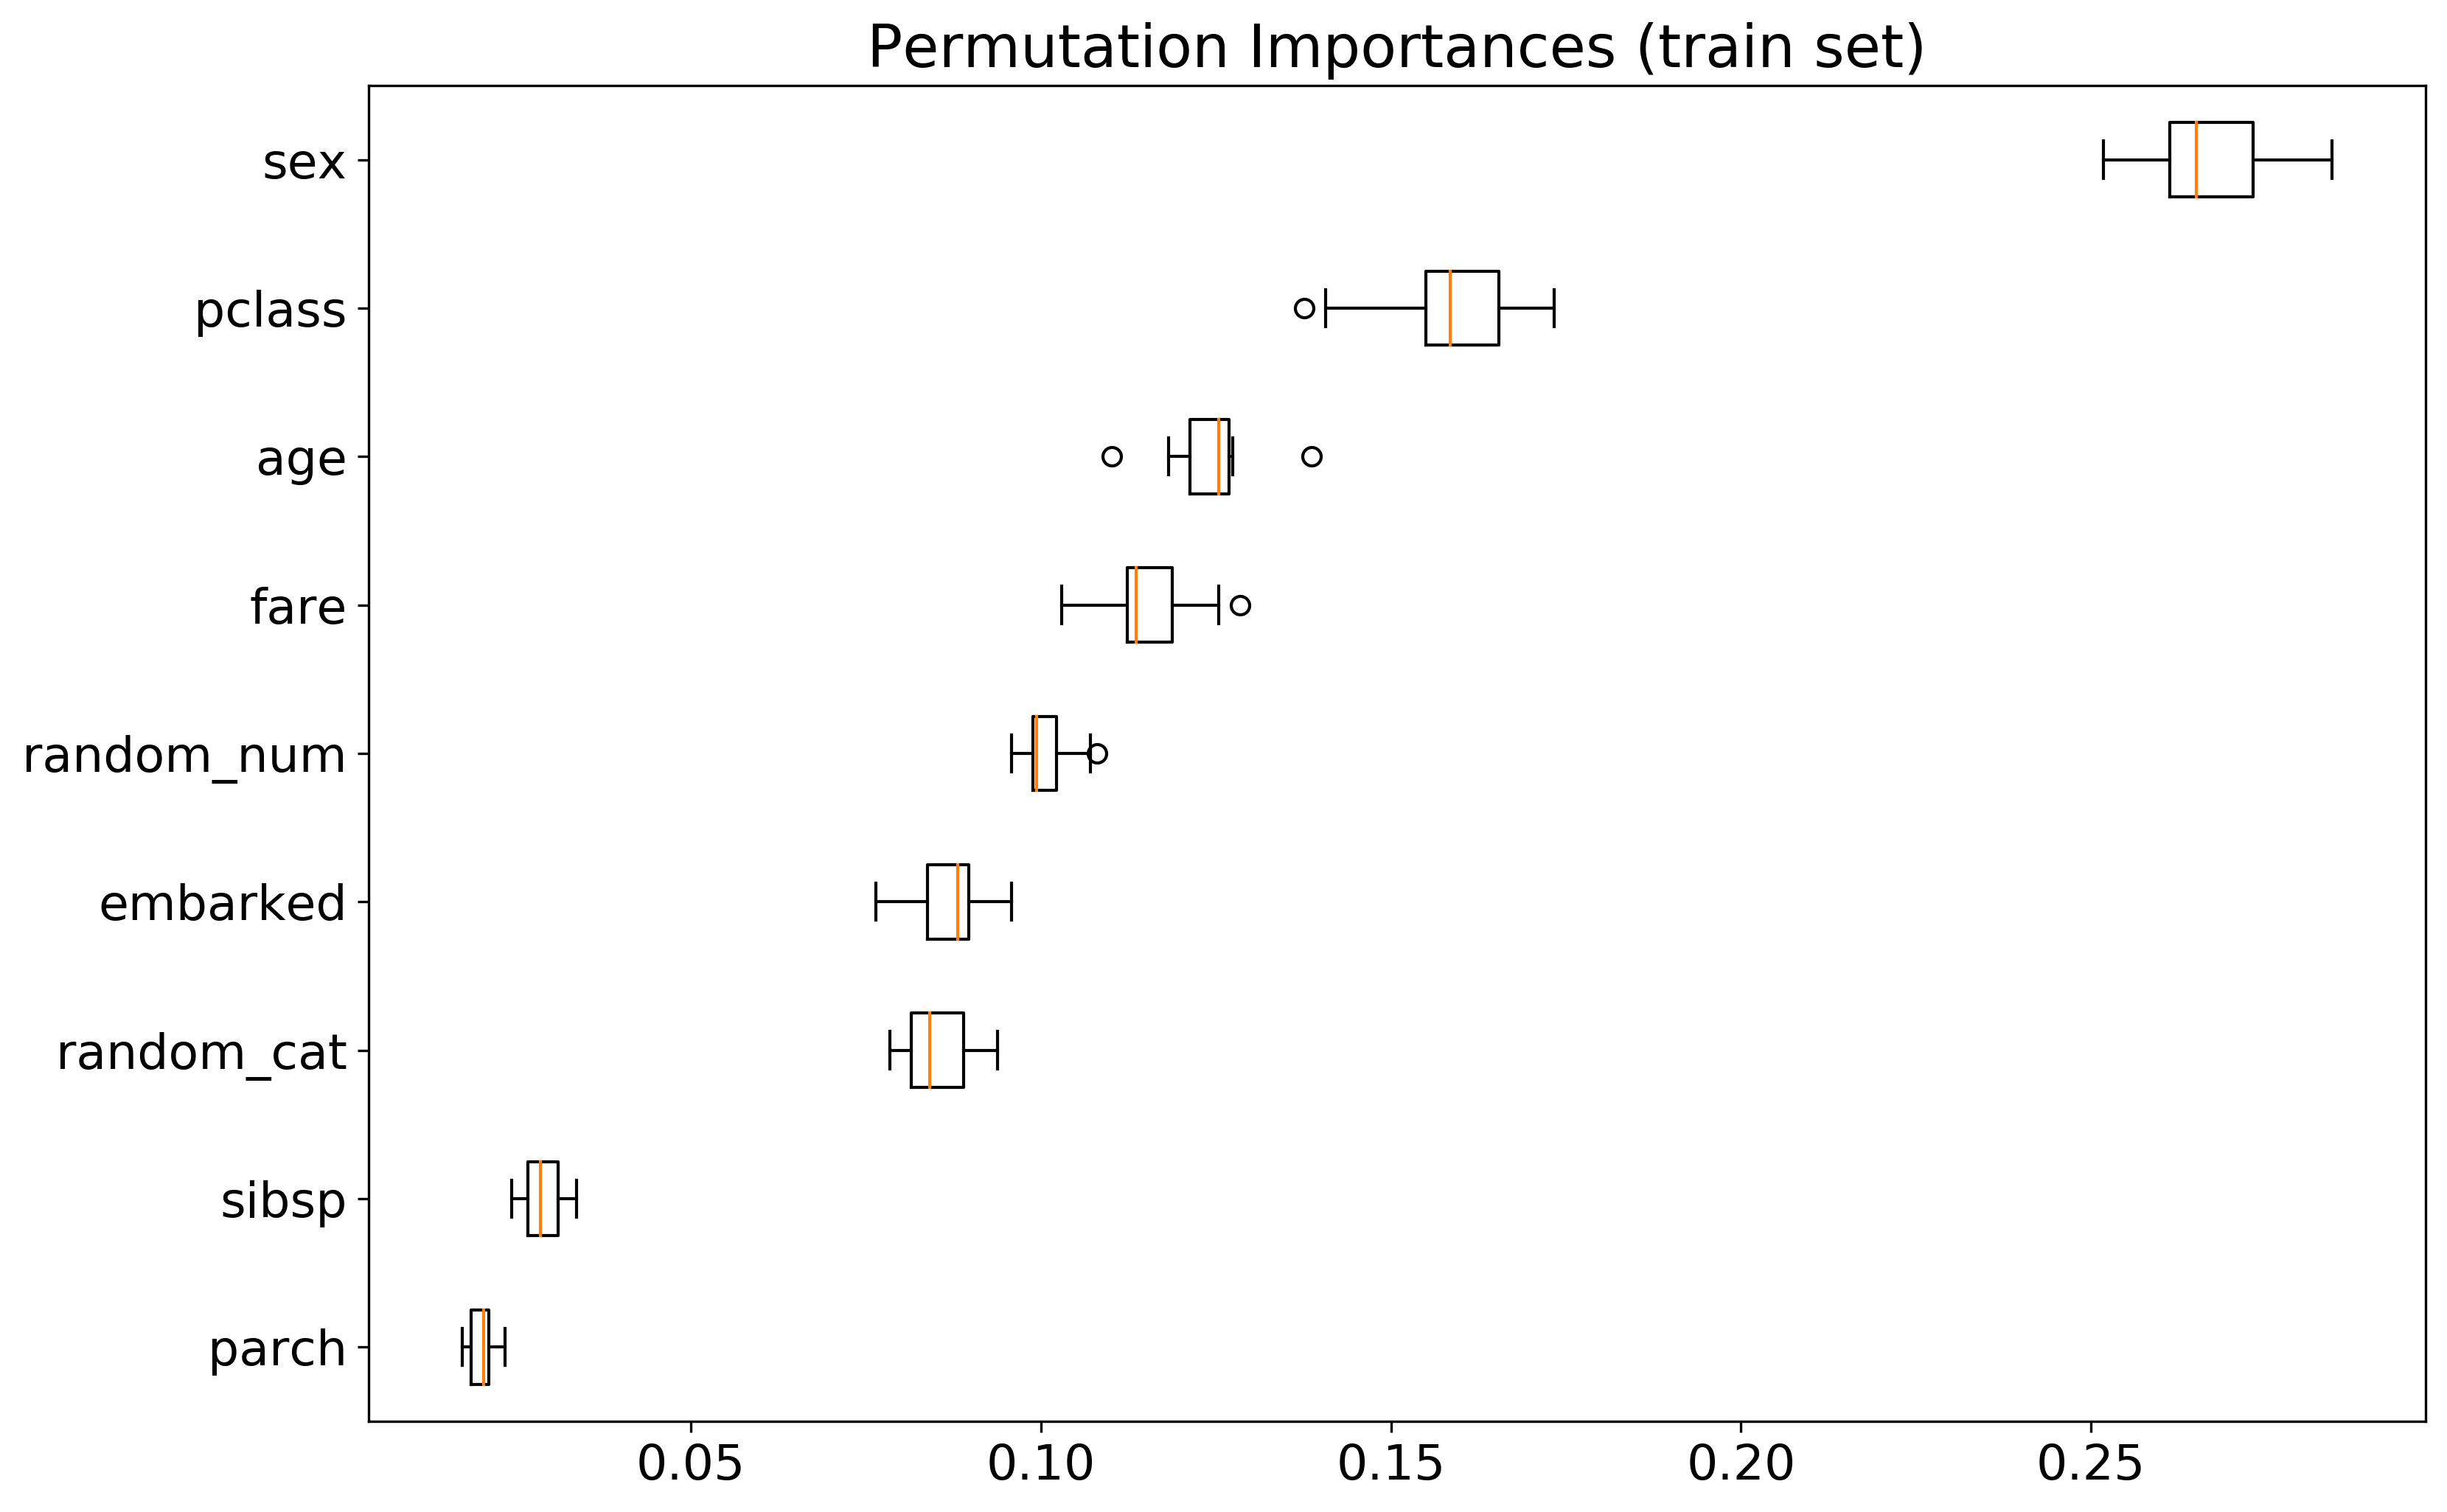 Permutation Importances (train set)
sex
pclass
age
fare
random_num
embarked
random_cat
sibsp
parch
0.05 0.10 0.15 0.20 0.25